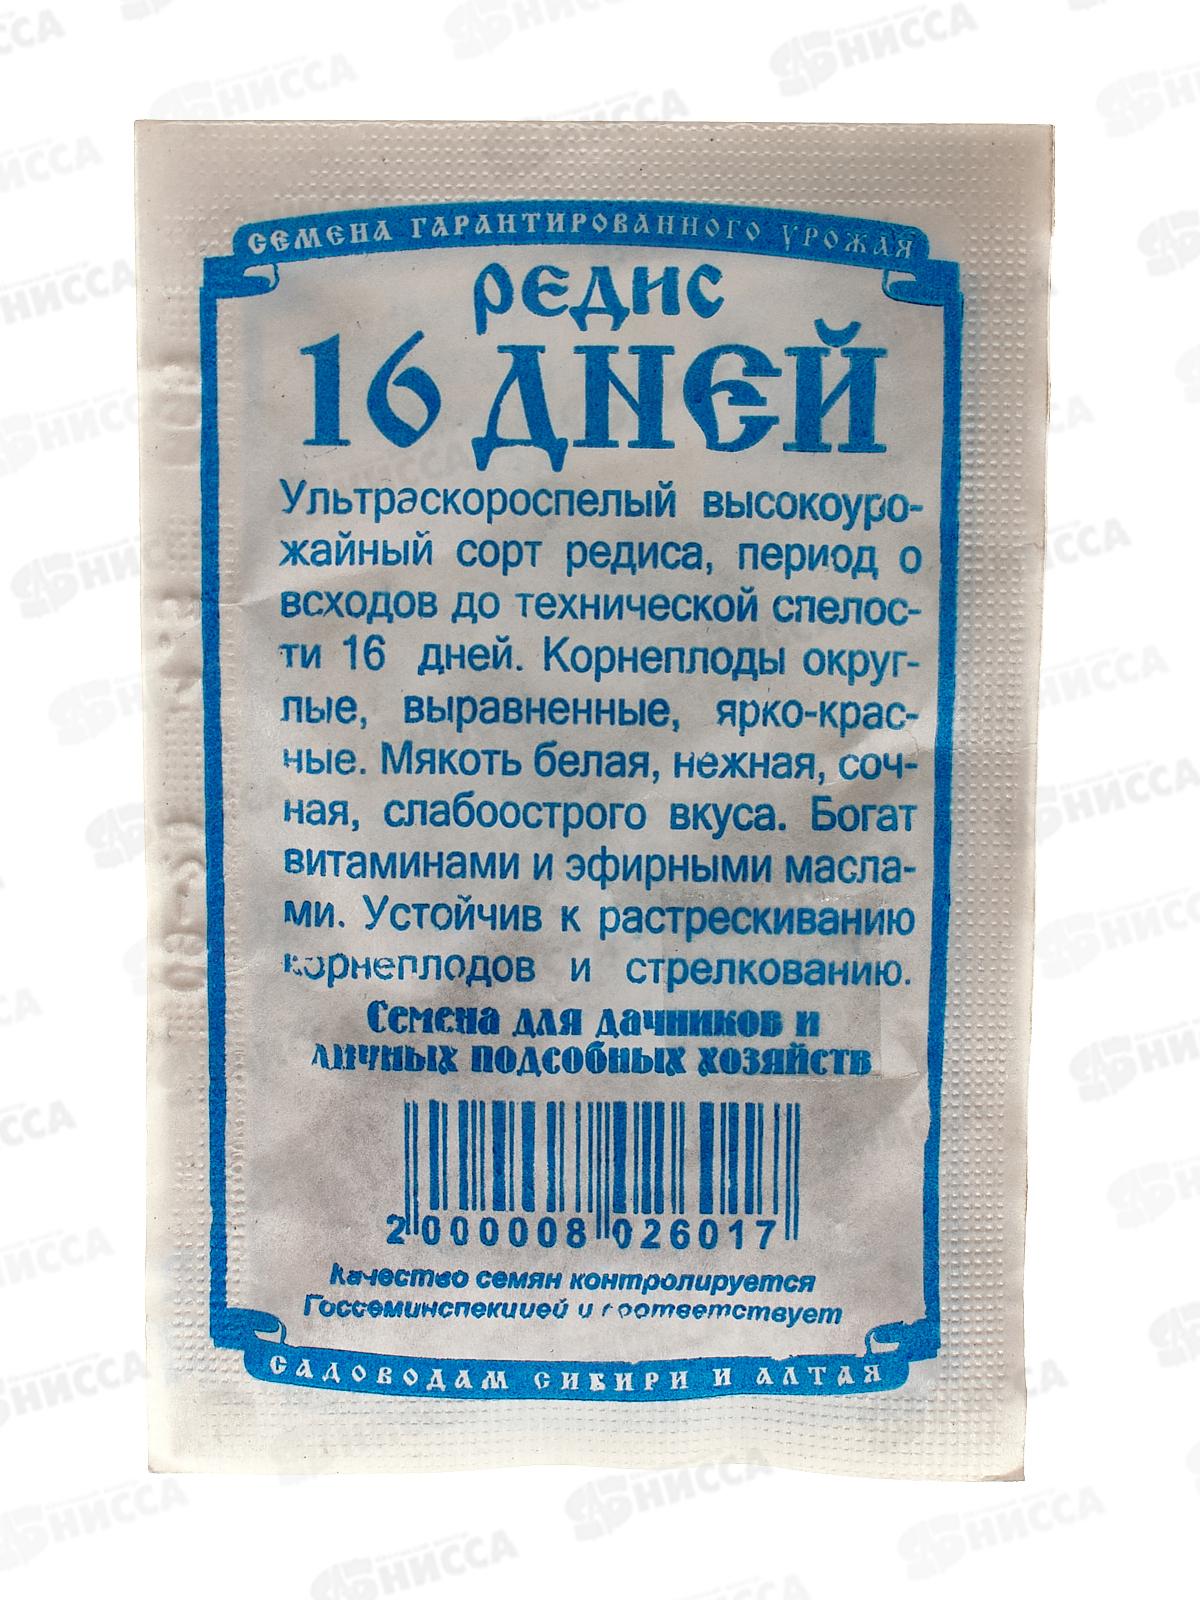 СЕМЕНА ГАРАНТИРОВАННОГО УРОЖАЯ
РЕДИС
16 ДНЕЙ
Ультраскороспелый высокоуро-
жайный сорт редиса, период о
всходов до технической спелос-
ти 16 дней. Корнеплоды округ-
лые, выравненные, ярко-крас-
ные. Мякоть белая, нежная, соч-
ная, слабоострого вкуса. Богат
витаминами и эфирными масла-
ми. Устойчив к растрескиванию
корнеплодов и стрелкованию.
Семена для дачников и
личных подсобных хозяйств
2 000008 026017
Качество семян контролируется
Госсеминспекцией и соответствует
САДОВОДАМ СИБИРИ И АЛТАЯ